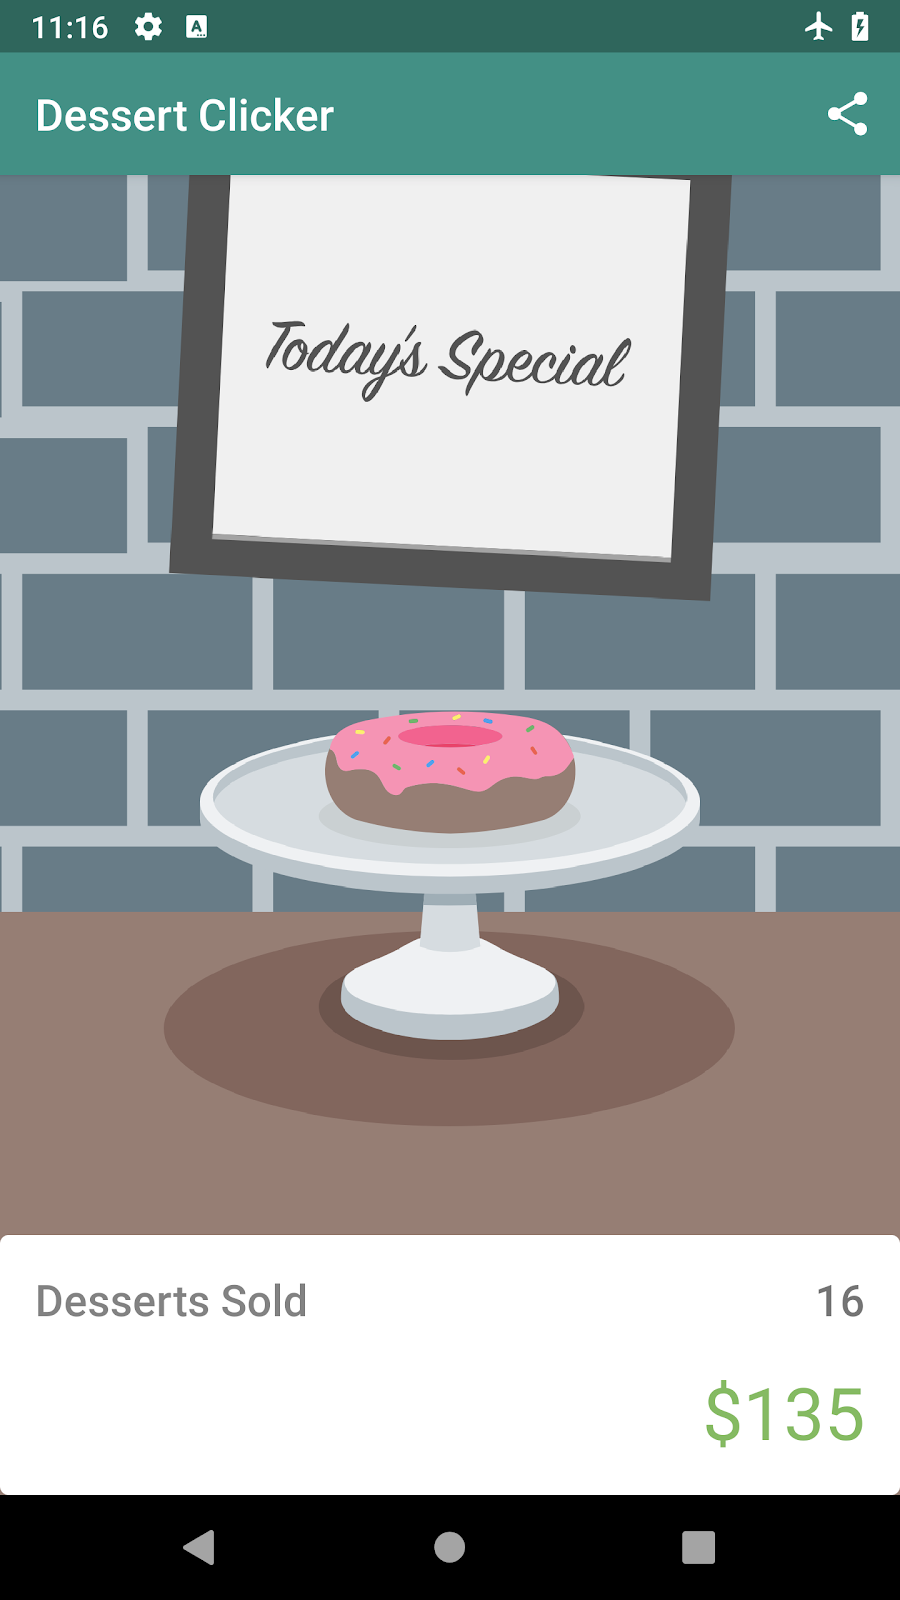 11:16
Dessert Clicker
Today's Special
Desserts Sold 16
$135